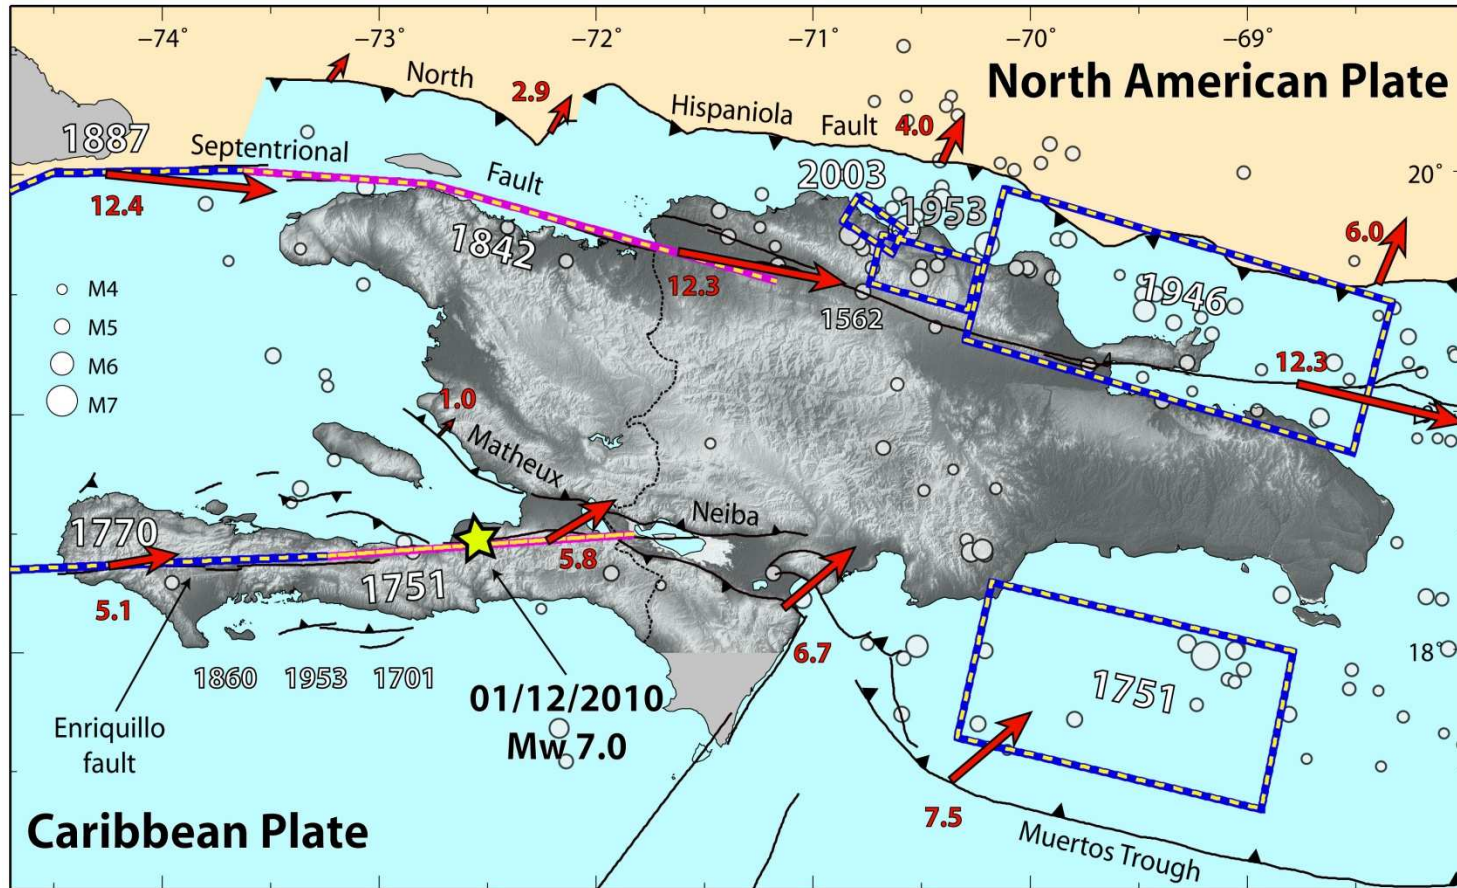 −74˚
−73˚
−72˚
−71˚
−70˚
−69˚
North American Plate
North
2.9
Hispaniola
Fault
4.0
1887
Septentrional
Fault
2003
20˚
12.4
1953
6.0
1842
12.3
1562
1946
M4
M5
M6
M7
12.3
1.0
Matheux
Neiba
1770
5.8
1751
5.1
6.7
18˚
1860
1953
1701
01/12/2010
Mw 7.0
Enriquillo
fault
1751
7.5
Caribbean Plate
Muertos Trough